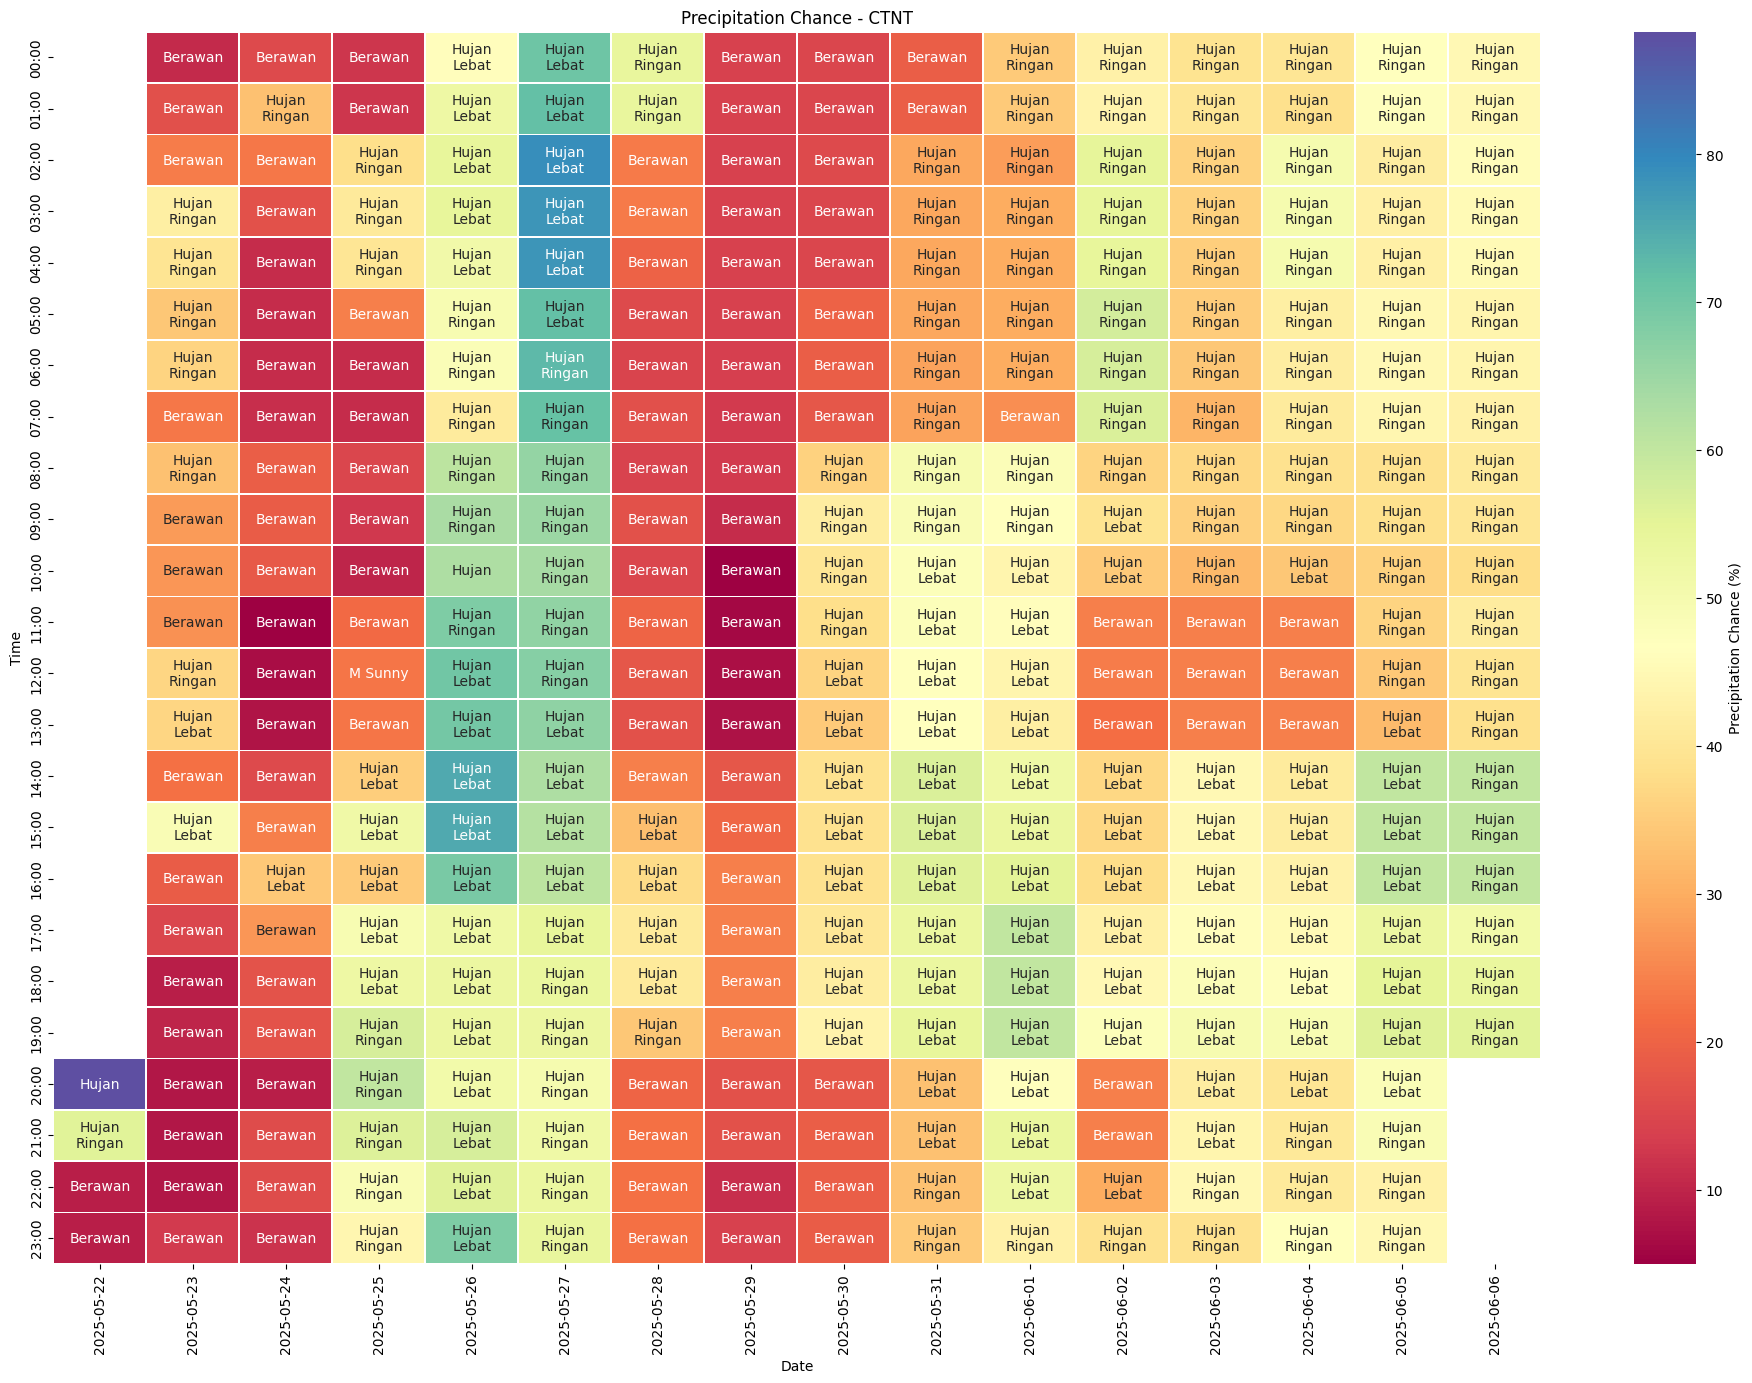 Precipitation Chance - CTNT
Time
00:00 Berawan Berawan Berawan Hujan Lebat Hujan Lebat Hujan Ringan Berawan Berawan Berawan Hujan Ringan Hujan Ringan Hujan Ringan Hujan Ringan Hujan Ringan Hujan Ringan
01:00 Berawan Hujan Ringan Berawan Hujan Lebat Hujan Lebat Hujan Ringan Berawan Berawan Berawan Hujan Ringan Hujan Ringan Hujan Ringan Hujan Ringan Hujan Ringan Hujan Ringan
02:00 Berawan Berawan Hujan Ringan Hujan Lebat Hujan Lebat Berawan Berawan Berawan Hujan Ringan Hujan Ringan Hujan Ringan Hujan Ringan Hujan Ringan Hujan Ringan Hujan Ringan
03:00 Hujan Ringan Berawan Hujan Ringan Hujan Lebat Hujan Lebat Berawan Berawan Berawan Hujan Ringan Hujan Ringan Hujan Ringan Hujan Ringan Hujan Ringan Hujan Ringan Hujan Ringan
04:00 Hujan Ringan Berawan Hujan Ringan Hujan Lebat Hujan Lebat Berawan Berawan Berawan Hujan Ringan Hujan Ringan Hujan Ringan Hujan Ringan Hujan Ringan Hujan Ringan Hujan Ringan
05:00 Hujan Ringan Berawan Berawan Hujan Ringan Hujan Lebat Berawan Berawan Berawan Hujan Ringan Hujan Ringan Hujan Ringan Hujan Ringan Hujan Ringan Hujan Ringan Hujan Ringan
06:00 Hujan Ringan Berawan Berawan Hujan Ringan Hujan Ringan Berawan Berawan Berawan Hujan Ringan Hujan Ringan Hujan Ringan Hujan Ringan Hujan Ringan Hujan Ringan Hujan Ringan
07:00 Berawan Berawan Berawan Hujan Ringan Hujan Ringan Berawan Berawan Berawan Hujan Ringan Berawan Hujan Ringan Hujan Ringan Hujan Ringan Hujan Ringan Hujan Ringan
08:00 Hujan Ringan Berawan Berawan Hujan Ringan Hujan Ringan Berawan Berawan Hujan Ringan Hujan Ringan Hujan Ringan Hujan Ringan Hujan Ringan Hujan Ringan Hujan Ringan Hujan Ringan
09:00 Berawan Berawan Berawan Hujan Ringan Hujan Ringan Berawan Berawan Hujan Ringan Hujan Ringan Hujan Ringan Hujan Lebat Hujan Ringan Hujan Ringan Hujan Ringan Hujan Ringan
10:00 Berawan Berawan Berawan Hujan Hujan Ringan Berawan Berawan Hujan Ringan Hujan Lebat Hujan Lebat Hujan Lebat Hujan Ringan Hujan Lebat Hujan Ringan Hujan Ringan
11:00 Berawan Berawan Berawan Hujan Ringan Hujan Ringan Berawan Berawan Hujan Ringan Hujan Lebat Hujan Lebat Berawan Berawan Berawan Hujan Ringan Hujan Ringan
12:00 Hujan Ringan Berawan M Sunny Hujan Lebat Hujan Ringan Berawan Berawan Hujan Lebat Hujan Lebat Hujan Lebat Berawan Berawan Berawan Hujan Ringan Hujan Ringan
13:00 Hujan Lebat Berawan Berawan Hujan Lebat Hujan Lebat Berawan Berawan Hujan Lebat Hujan Lebat Hujan Lebat Berawan Berawan Berawan Hujan Lebat Hujan Ringan
14:00 Berawan Berawan Hujan Lebat Hujan Lebat Hujan Lebat Berawan Berawan Hujan Lebat Hujan Lebat Hujan Lebat Hujan Lebat Hujan Lebat Hujan Lebat Hujan Lebat Hujan Ringan
15:00 Hujan Lebat Berawan Hujan Lebat Hujan Lebat Hujan Lebat Hujan Lebat Berawan Hujan Lebat Hujan Lebat Hujan Lebat Hujan Lebat Hujan Lebat Hujan Lebat Hujan Lebat Hujan Ringan
16:00 Berawan Hujan Lebat Hujan Lebat Hujan Lebat Hujan Lebat Hujan Lebat Berawan Hujan Lebat Hujan Lebat Hujan Lebat Hujan Lebat Hujan Lebat Hujan Lebat Hujan Lebat Hujan Ringan
17:00 Berawan Berawan Hujan Lebat Hujan Lebat Hujan Lebat Hujan Lebat Berawan Hujan Lebat Hujan Lebat Hujan Lebat Hujan Lebat Hujan Lebat Hujan Lebat Hujan Lebat Hujan Ringan
18:00 Berawan Berawan Hujan Lebat Hujan Lebat Hujan Ringan Hujan Lebat Berawan Hujan Lebat Hujan Lebat Hujan Lebat Hujan Lebat Hujan Lebat Hujan Lebat Hujan Lebat Hujan Ringan
19:00 Berawan Berawan Hujan Ringan Hujan Lebat Hujan Ringan Hujan Ringan Berawan Hujan Lebat Hujan Lebat Hujan Lebat Hujan Lebat Hujan Lebat Hujan Lebat Hujan Lebat Hujan Ringan
20:00 Hujan Berawan Berawan Hujan Ringan Hujan Lebat Hujan Ringan Berawan Berawan Berawan Hujan Lebat Hujan Lebat Berawan Hujan Lebat Hujan Lebat Hujan Lebat
21:00 Hujan Ringan Berawan Berawan Hujan Ringan Hujan Lebat Hujan Ringan Berawan Berawan Berawan Hujan Lebat Hujan Lebat Berawan Hujan Lebat Hujan Ringan Hujan Ringan
22:00 Berawan Berawan Berawan Hujan Ringan Hujan Lebat Hujan Ringan Berawan Berawan Berawan Hujan Ringan Hujan Lebat Hujan Lebat Hujan Ringan Hujan Ringan Hujan Ringan
23:00 Berawan Berawan Berawan Hujan Ringan Hujan Lebat Hujan Ringan Berawan Berawan Berawan Hujan Ringan Hujan Ringan Hujan Ringan Hujan Ringan Hujan Ringan Hujan Ringan
2025-05-22 2025-05-23 2025-05-24 2025-05-25 2025-05-26 2025-05-27 2025-05-28 2025-05-29 2025-05-30 2025-05-31 2025-06-01 2025-06-02 2025-06-03 2025-06-04 2025-06-05 2025-06-06
Date
80
70
60
50
40
30
20
10
Precipitation Chance (%)